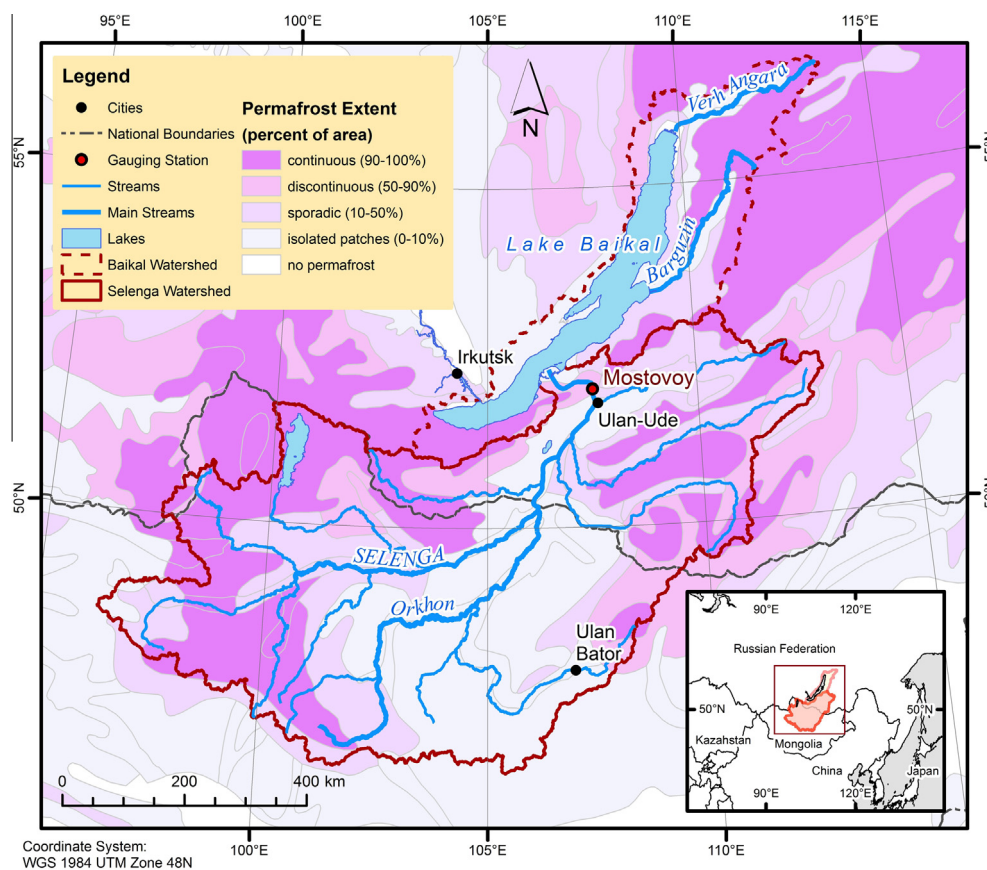 95°E
100°E
105°E
110°E
115°E
Legend
Cities
National Boundaries
Gauging Station
Streams
Main Streams
Lakes
Baikal Watershed
Selenga Watershed
Permafrost Extent
(percent of area)
continuous (90-100%)
discontinuous (50-90%)
sporadic (10-50%)
isolated patches (0-10%)
no permafrost
N
Verh Angara
55°N
55°N
Lake Baikal
Barguzin
Irkutsk
Mostovoy
Ulan-Ude
50°N
SELENGA
Orkhon
Ulan
Bator
0
200
400 km
90°E
120°E
Russian Federation
50°N
50°N
Kazahstan
Mongolia
China
Japan
90°E
120°E
100°E
105°E
110°E
Coordinate System:
WGS 1984 UTM Zone 48N